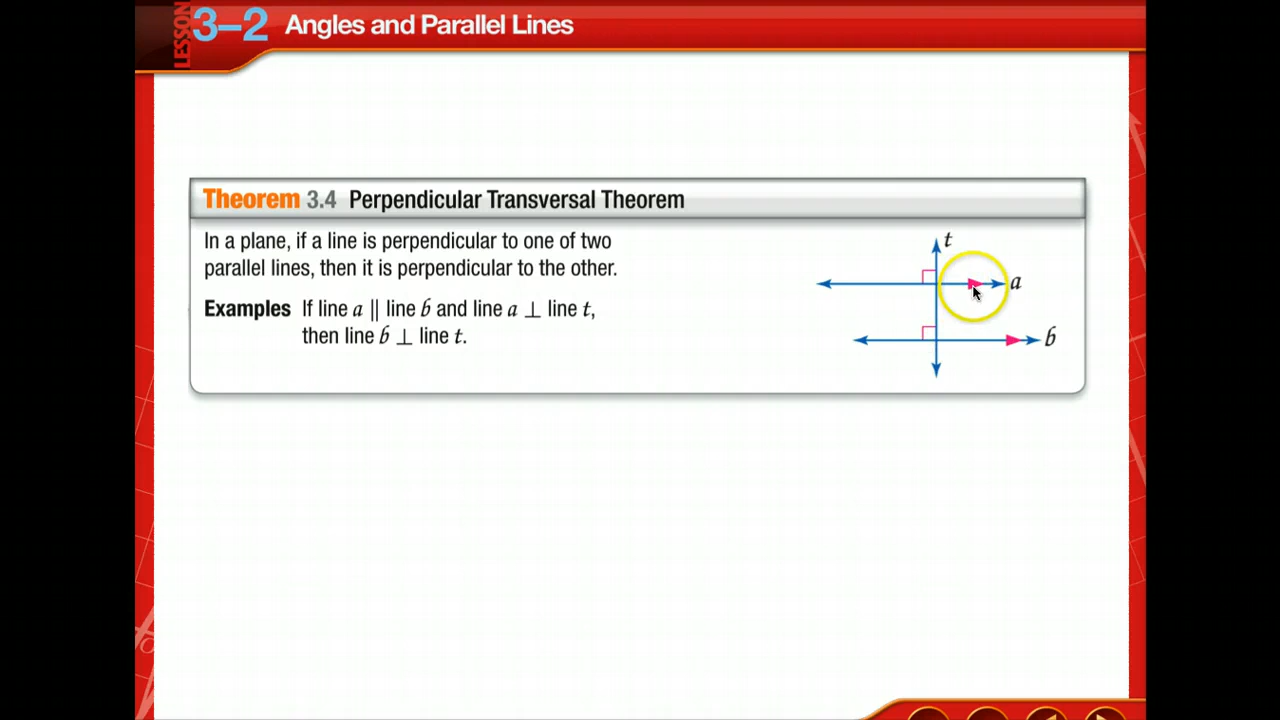 LESSON 3–2 Angles and Parallel Lines
Theorem 3.4 Perpendicular Transversal Theorem
In a plane, if a line is perpendicular to one of two
parallel lines, then it is perpendicular to the other.
Examples If line a || line b and line a ⊥ line t,
then line b ⊥ line t.
t
a
b